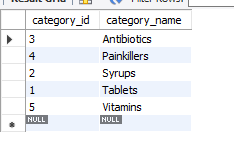 Result Grid Filter Rows:
category_id category_name
3 Antibiotics
4 Painkillers
2 Syrups
1 Tablets
5 Vitamins
NULL NULL